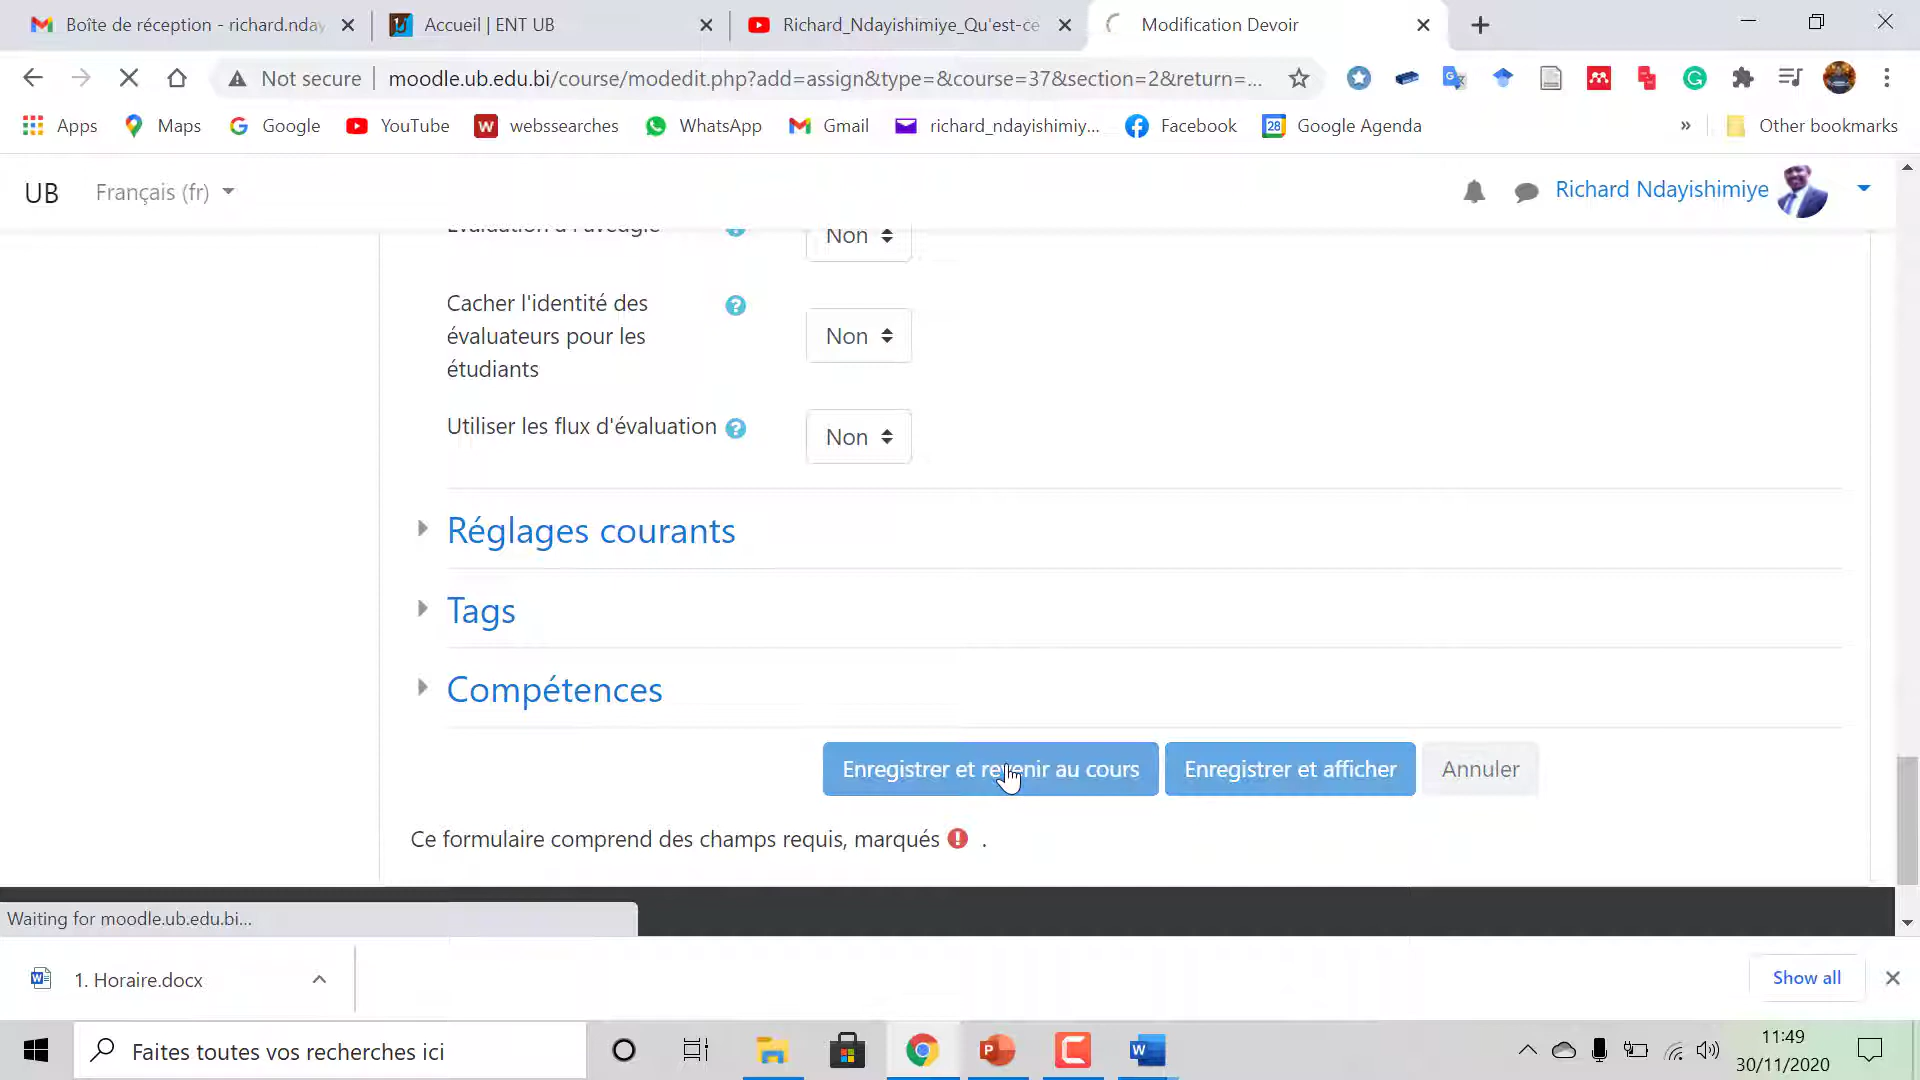 Boîte de réception - richard.nday
Accueil | ENT UB
Richard_Ndayishimiye_Qu'est-ce
Modification Devoir
Not secure
moodle.ub.edu.bi/course/modedit.php?add=assign&type=&course=37&section=2&return=...
Apps
Maps
Google
YouTube
webssearches
WhatsApp
Gmail
richard_ndayishimiy...
Facebook
Google Agenda
Other bookmarks
UB
Français (fr)
Richard Ndayishimiye
Non
Cacher l'identité des
évaluateurs pour les
étudiants
Non
Utiliser les flux d'évaluation
Non
Réglages courants
Tags
Compétences
Enregistrer et revenir au cours
Enregistrer et afficher
Annuler
Ce formulaire comprend des champs requis, marqués .
Waiting for moodle.ub.edu.bi...
1. Horaire.docx
Show all
Faites toutes vos recherches ici
11:49
30/11/2020